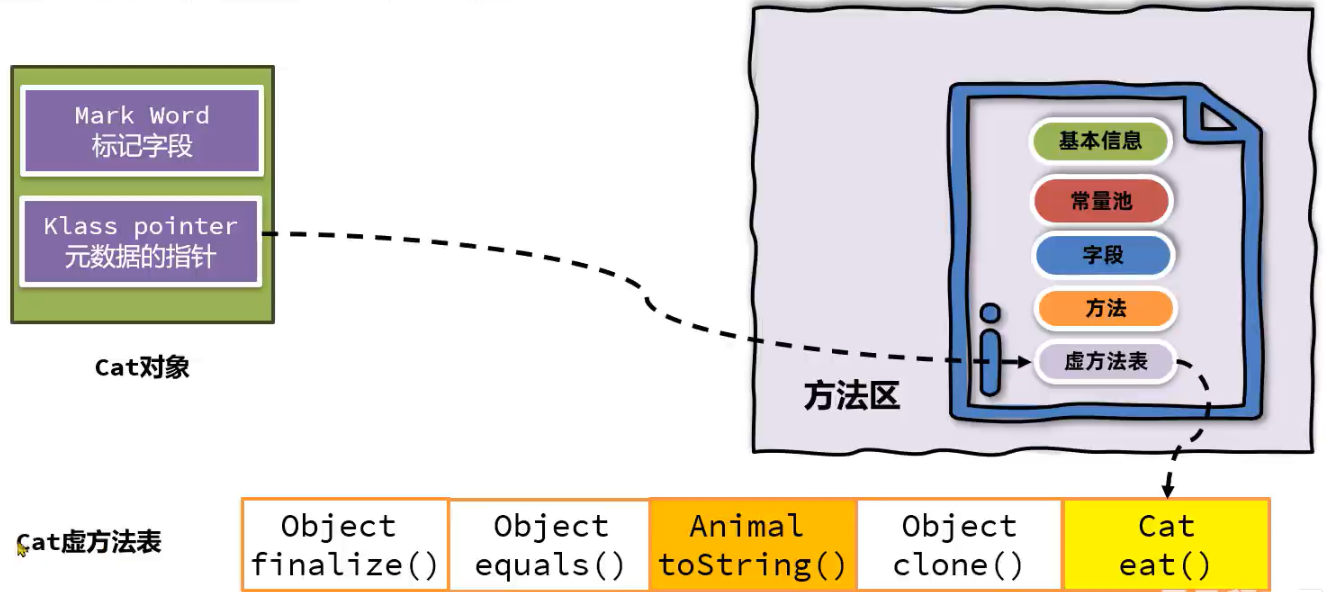 Mark Word
标记字段
Klass pointer
元数据的指针
Cat对象
基本信息
常量池
字段
方法
虚方法表
方法区
Cat虚方法表
Object
finalize()
Object
equals()
Animal
toString()
Object
clone()
Cat
eat()